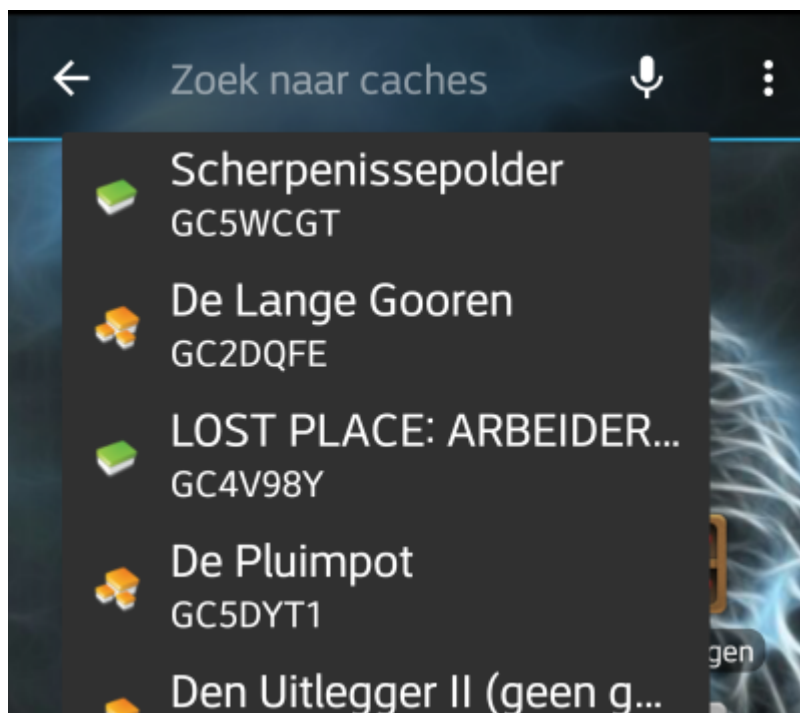 Zoek naar caches
Scherpenissepolder
GC5WCGT
De Lange Gooren
GC2DQFE
LOST PLACE: ARBEIDER...
GC4V98Y
De Pluimpot
GC5DYT1
gen
Den Uitlegger II (geen g...